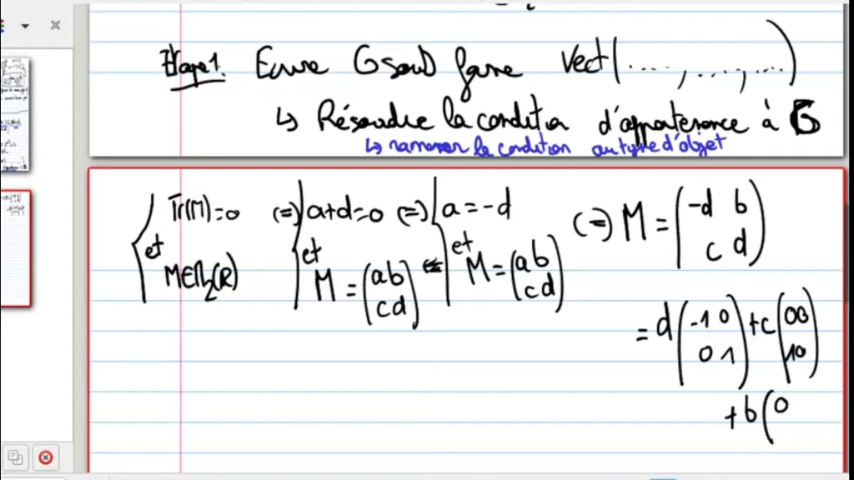 Etape 1. Ecrire G sous forme Vect(....,....,....)
↳ Résoudre la condition d'appartenance à G
↳ ramener la condition au type d'objet
{ Tr(M)=0 et M∈M₂(R) (=) { a+d=0 et M = (a b c d) (=) { a=-d et M = (a b c d) (=) M = (-d b c d)
= d (-1 0 0 1) + c (0 0 1 0)
+ b (0